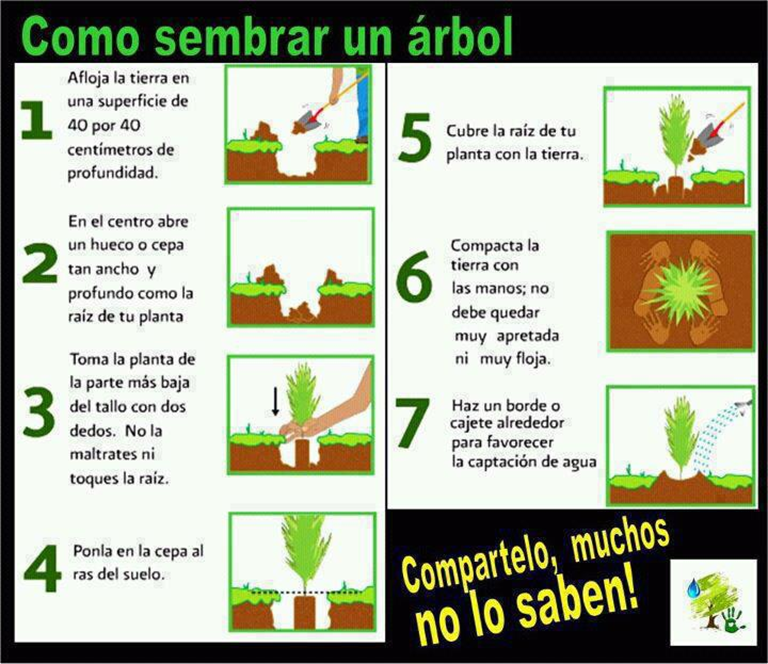 Como sembrar un árbol
1
Afloja la tierra en
una superficie de
40 por 40
centímetros de
profundidad.
2
En el centro abre
un hueco o cepa
tan ancho y
profundo como la
raíz de tu planta
3
Toma la planta de
la parte más baja
del tallo con dos
dedos. No la
maltrates ni
toques la raíz.
4
Ponla en la cepa al
ras del suelo.
5
Cubre la raíz de tu
planta con la tierra.
6
Compacta la
tierra con
las manos; no
debe quedar
muy apretada
ni muy floja.
7
Haz un borde o
cajete alrededor
para favorecer
la captación de agua
Compartelo, muchos
no lo saben!